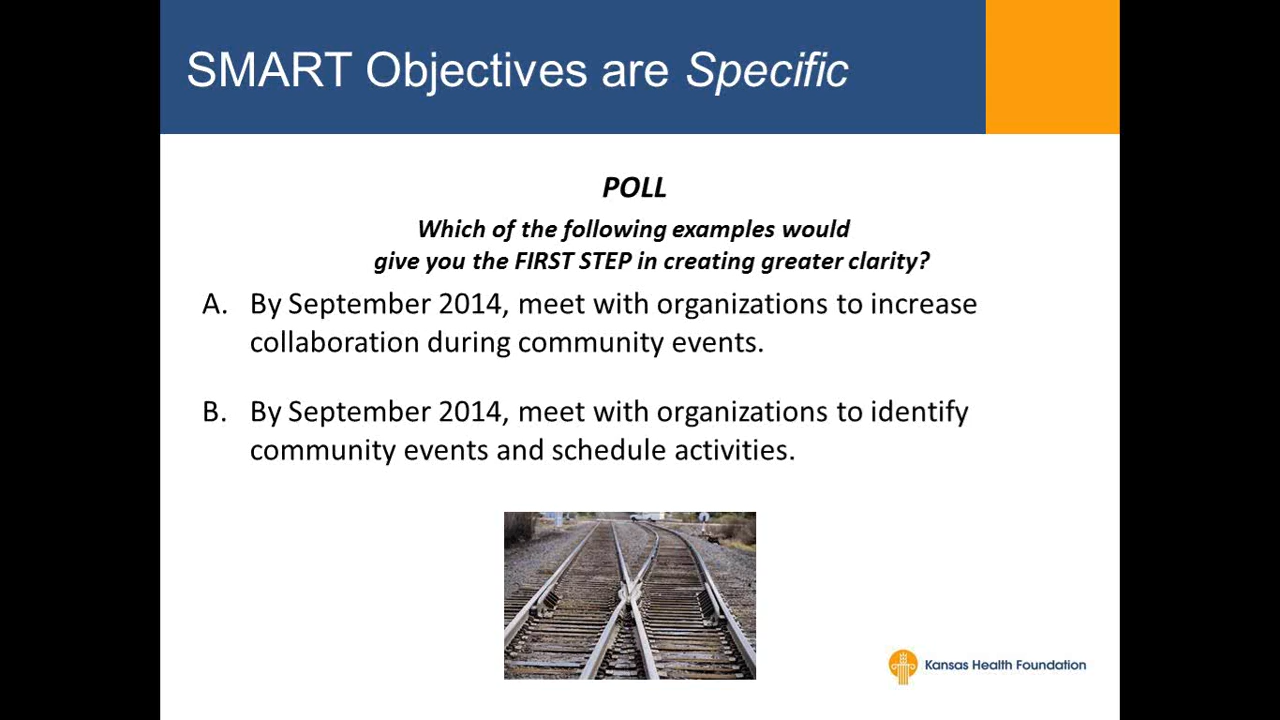 SMART Objectives are Specific
POLL
Which of the following examples would
give you the FIRST STEP in creating greater clarity?
A. By September 2014, meet with organizations to increase
collaboration during community events.
B. By September 2014, meet with organizations to identify
community events and schedule activities.
Kansas Health Foundation